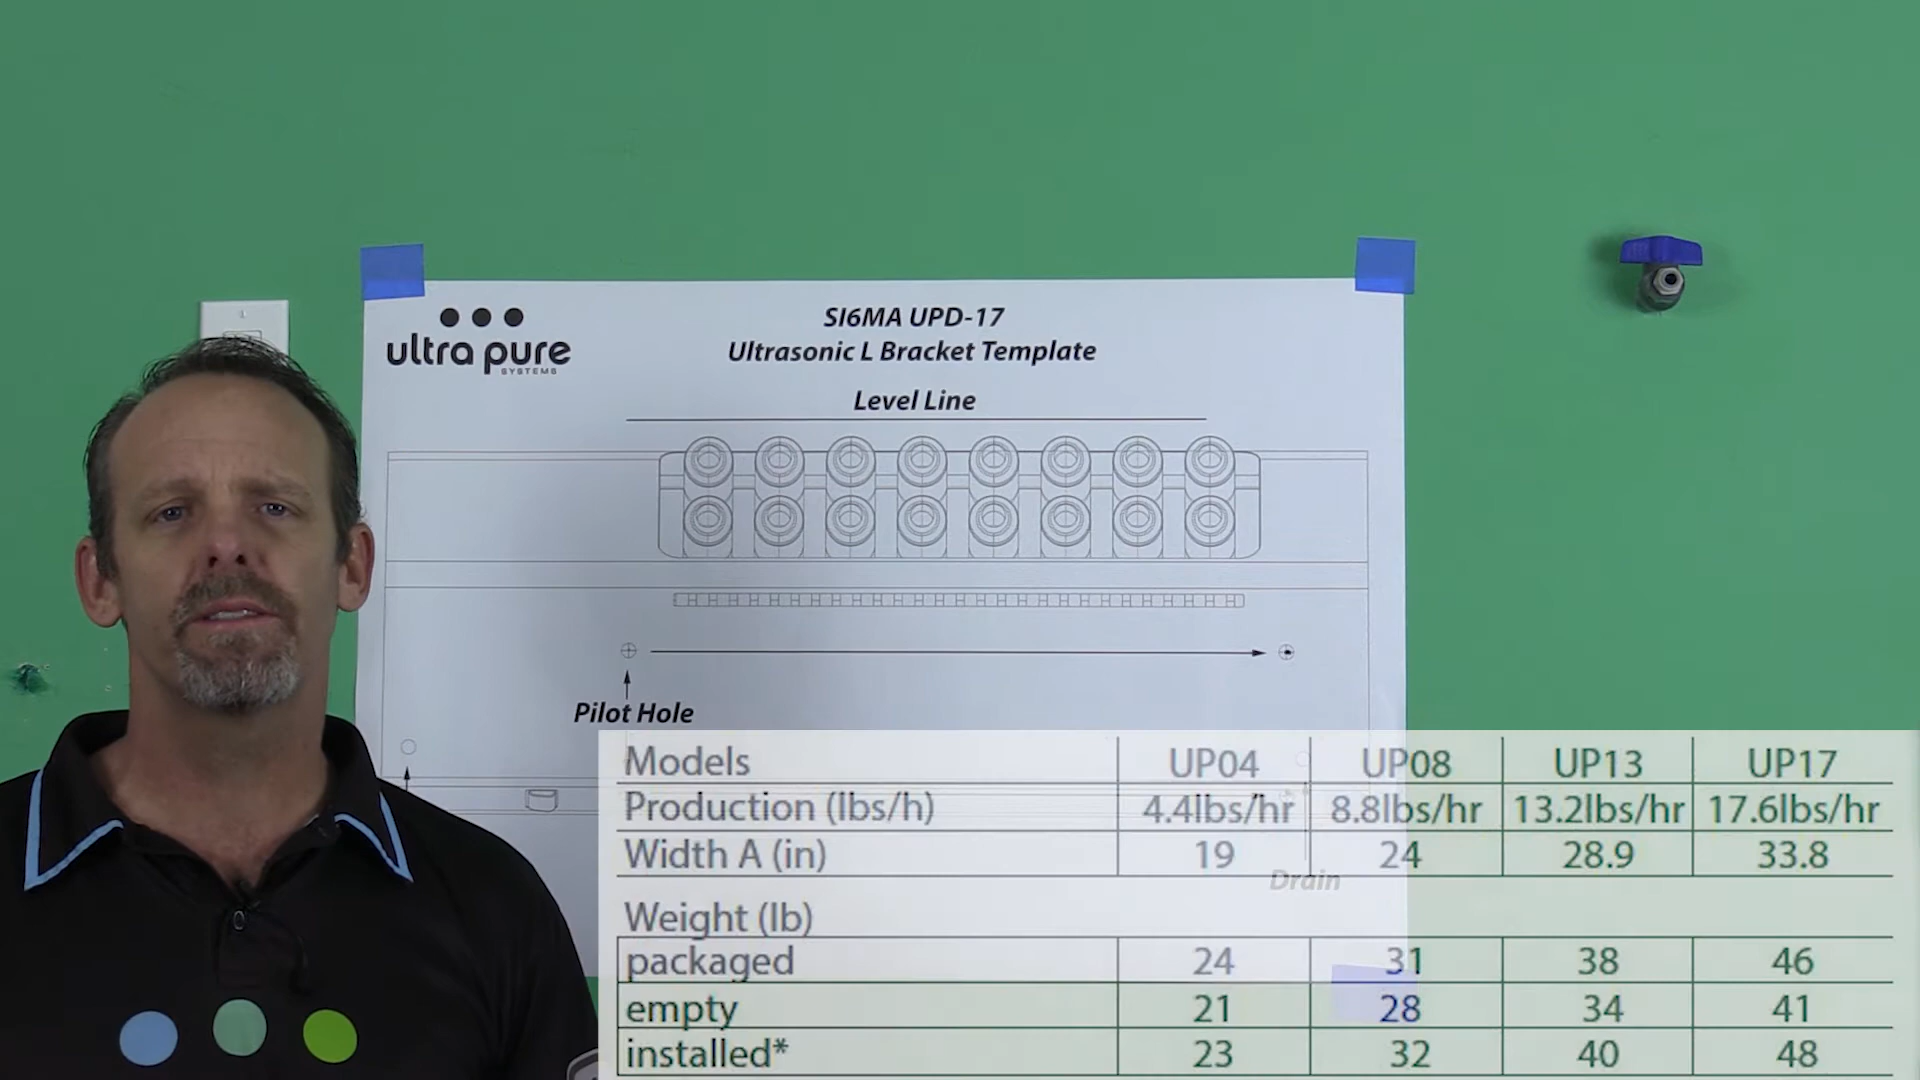 ultra pure
SYSTEMS
SI6MA UPD-17
Ultrasonic L Bracket Template
Level Line
Pilot Hole
Drain
Models UP04 UP08 UP13 UP17
Production (lbs/h) 4.4lbs/hr 8.8lbs/hr 13.2lbs/hr 17.6lbs/hr
Width A (in) 19 24 28.9 33.8
Weight (lb)
packaged 24 31 38 46
empty 21 28 34 41
installed* 23 32 40 48